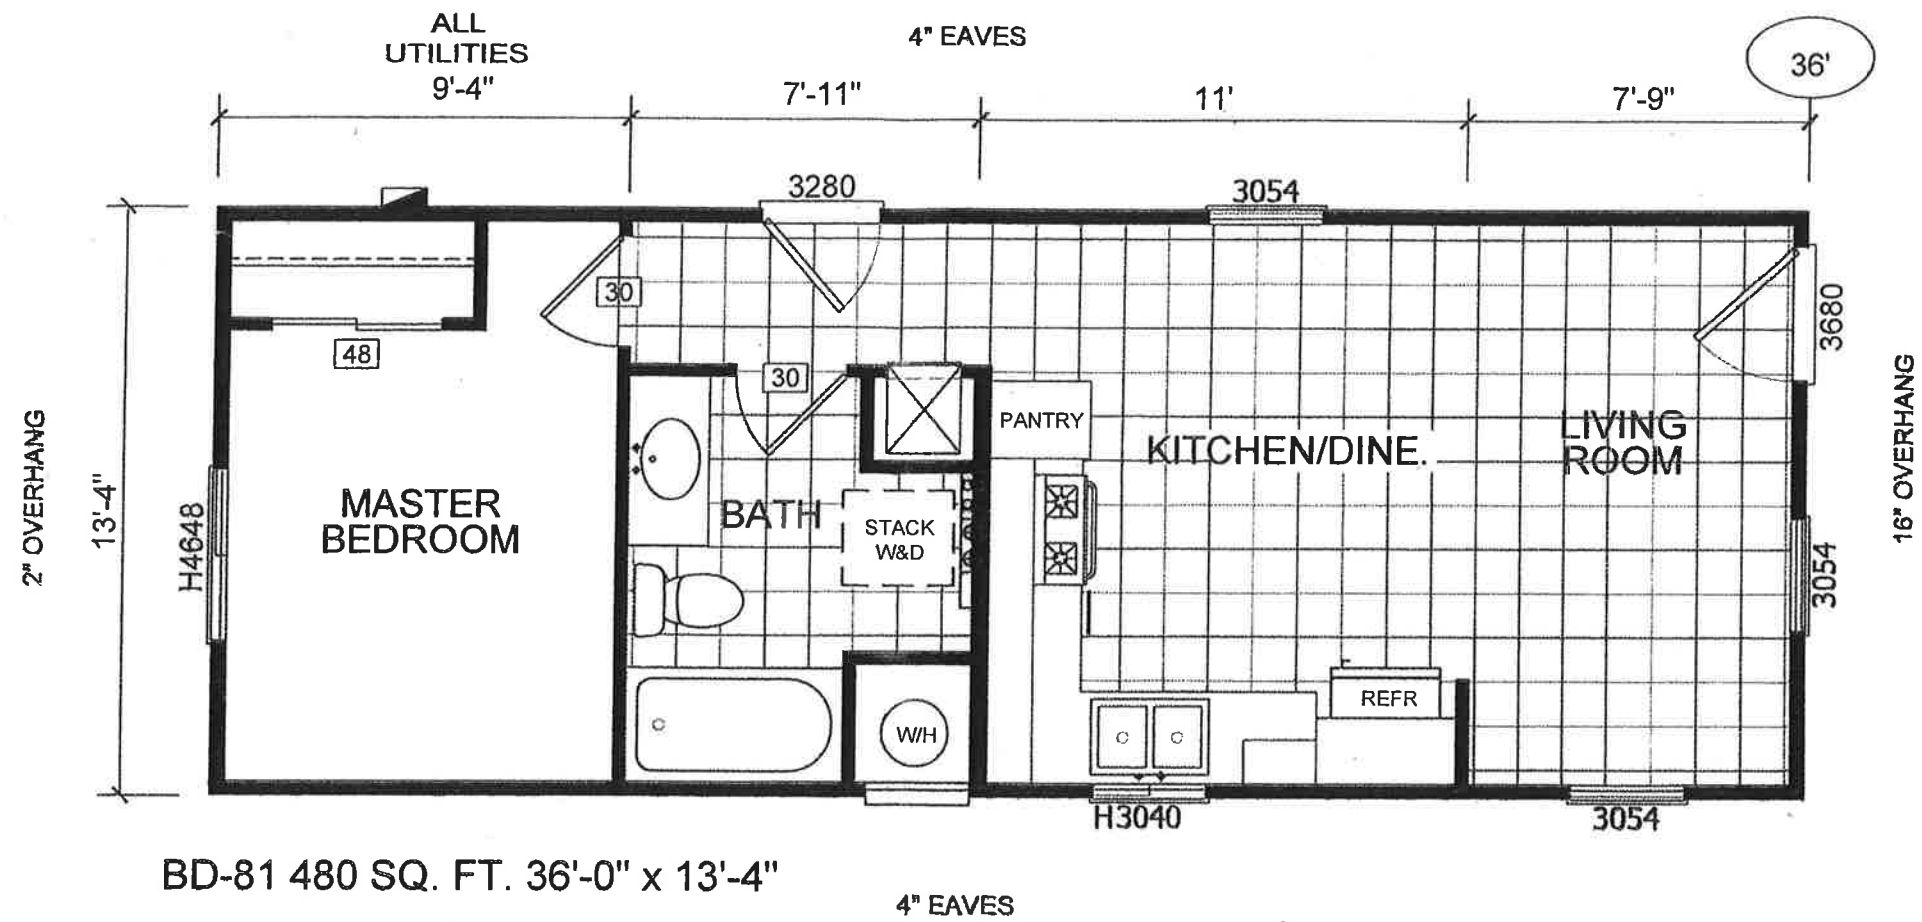 ALL
UTILITIES
4" EAVES
36'
9'-4"
7'-11"
11'
7'-9"
3280
3054
30
48
30
3680
2" OVERHANG
13'-4"
H4648
MASTER
BEDROOM
BATH
STACK
W&D
PANTRY
KITCHEN/DINE.
LIVING
ROOM
16" OVERHANG
3054
REFR
W/H
H3040
3054
BD-81 480 SQ. FT. 36'-0" x 13'-4"
4" EAVES